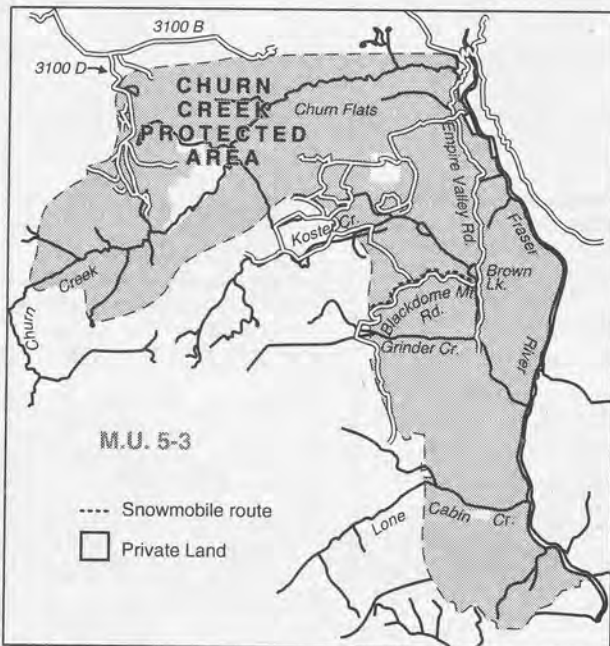 3100 B
3100 D
CHURN
CREEK
PROTECTED
AREA
Churn Flats
Empire Valley Rd.
Fraser
River
Koster Cr.
Brown
Lk.
Blackdome Mt.
Rd.
Grinder Cr.
Churn
Creek
M.U. 5-3
Snowmobile route
Private Land
Lone
Cabin
Cr.